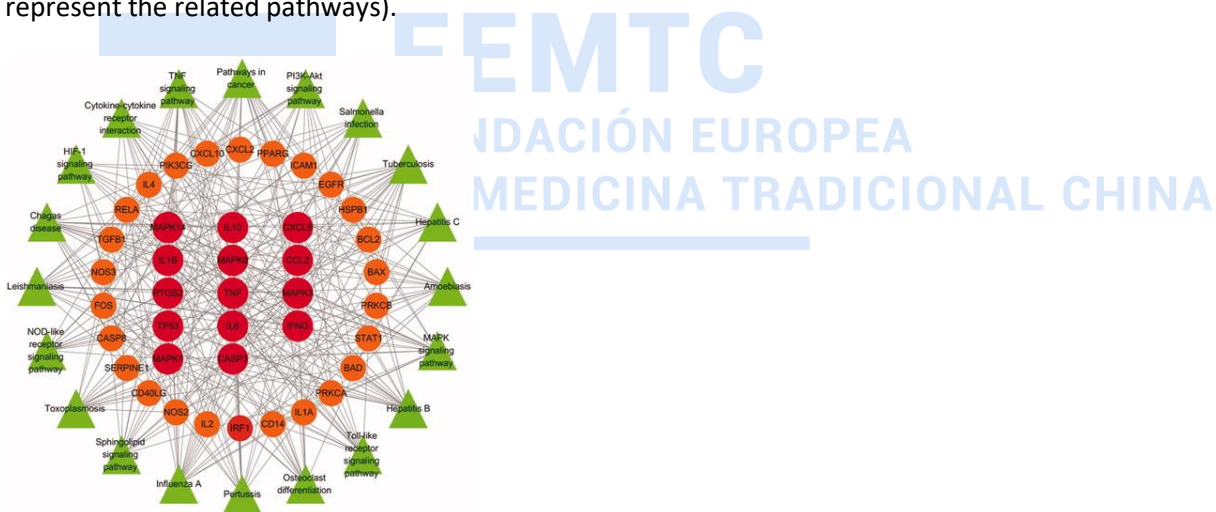 represent the related pathways).
FEMTC
NDACIÓN EUROPEA
MEDICINA TRADICIONAL CHINA
TNF
signaling
pathway
Pathways in
cancer
PI3K-Akt
signaling
pathway
Cytokine-cytokine
receptor
interaction
Salmonella
infection
HIF-1
signaling
pathway
Tuberculosis
Chagas
disease
Hepatitis C
Leishmaniasis
Amoebiasis
NOD-like
receptor
signaling
pathway
MAPK
signaling
pathway
Toxoplasmosis
Hepatitis B
Sphingolipid
signaling
pathway
Toll-like
receptor
signaling
pathway
Influenza A
Pertussis
Osteoclast
differentiation
PIK3CG
CXCL10
CXCL2
PPARG
ICAM1
IL4
EGFR
RELA
HSPB1
TGFB1
BCL2
NOS3
BAX
FOS
PRKCB
CASP8
STAT1
SERPINE1
BAD
CD40LG
PRKCA
NOS2
IL2
IRF1
CD14
IL1A
MAPK14
IL10
IL1B
MAPK8
CCL2
PTGS2
TNF
MAPK3
TP53
IL6
IFNG
MAPK1
CASP3